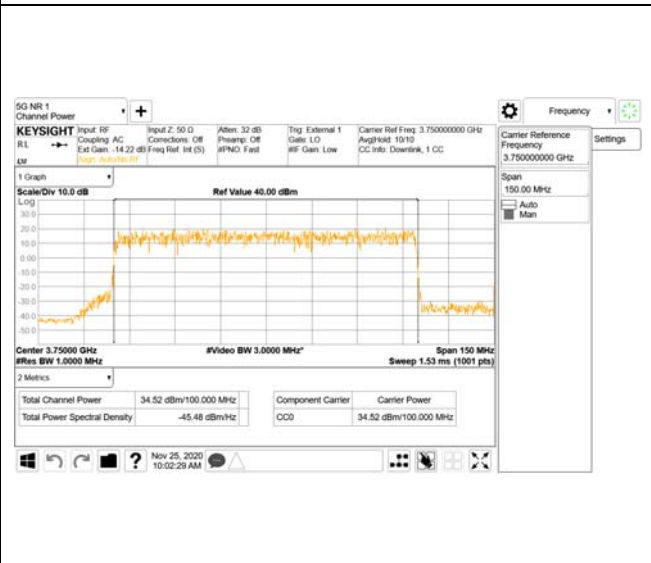 5G NR 1
Channel Power
Frequency
KEYSIGHT
RL
Input: RF
Coupling: AC
Ext Gain: -14.22 dB
Align: Auto/No RF
Input Z: 50 Ω
Corrections: Off
Freq Ref: Int (S)
Atten: 32 dB
Preamp: Off
#PNO: Fast
Trig: External 1
Gate: LO
#IF Gain: Low
Carrier Ref Freq: 3.750000000 GHz
Avg|Hold: 10/10
CC Info: Downlink, 1 CC
Carrier Reference
Frequency
3.750000000 GHz
Settings
Span
150.00 MHz
Auto
Man
1 Graph
Scale/Div 10.0 dB
Ref Value 40.00 dBm
Log
30.0
20.0
10.0
0.00
-10.0
-20.0
-30.0
-40.0
-50.0
Center 3.75000 GHz
#Video BW 3.0000 MHz*
Span 150 MHz
#Res BW 1.0000 MHz
Sweep 1.53 ms (1001 pts)
2 Metrics
Total Channel Power 34.52 dBm/100.000 MHz
Total Power Spectral Density -45.48 dBm/Hz
Component Carrier Carrier Power
CC0 34.52 dBm/100.000 MHz
?
Nov 25, 2020
10:02:29 AM